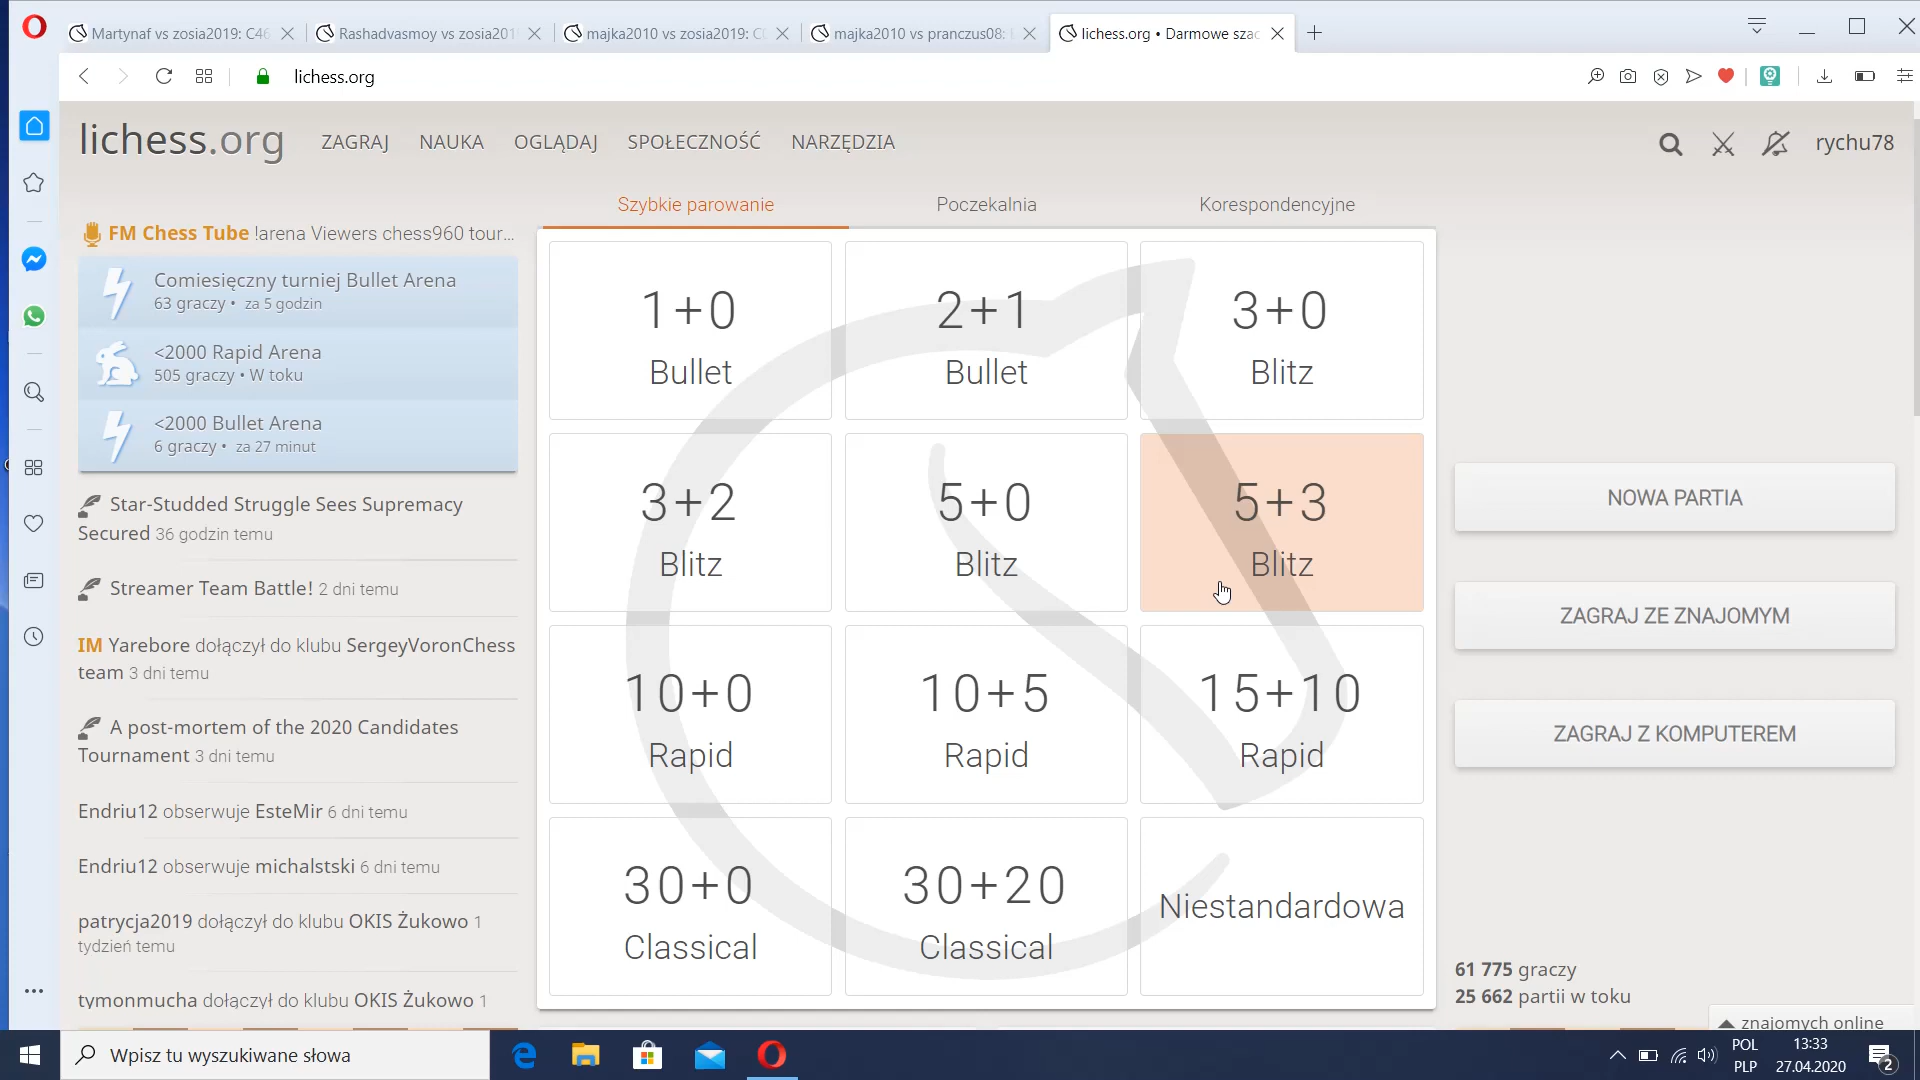 Martynaf vs zosia2019: C46
Rashadvasmoy vs zosia201
majka2010 vs zosia2019: C
majka2010 vs pranczus08:
lichess.org • Darmowe szac
lichess.org
lichess.org
ZAGRAJ
NAUKA
OGLĄDAJ
SPOŁECZNOŚĆ
NARZĘDZIA
rychu78
Szybkie parowanie
Poczekalnia
Korespondencyjne
FM Chess Tube !arena Viewers chess960 tour...
Comiesięczny turniej Bullet Arena
63 graczy • za 5 godzin
<2000 Rapid Arena
505 graczy • W toku
<2000 Bullet Arena
6 graczy • za 27 minut
Star-Studded Struggle Sees Supremacy
Secured 36 godzin temu
Streamer Team Battle! 2 dni temu
IM Yarebore dołączył do klubu SergeyVoronChess
team 3 dni temu
A post-mortem of the 2020 Candidates
Tournament 3 dni temu
Endriu12 obserwuje EsteMir 6 dni temu
Endriu12 obserwuje michalstski 6 dni temu
patrycja2019 dołączył do klubu OKIS Żukowo 1
tydzień temu
tymonmucha dołączył do klubu OKIS Żukowo 1
1+0
Bullet
2+1
Bullet
3+0
Blitz
3+2
Blitz
5+0
Blitz
5+3
Blitz
10+0
Rapid
10+5
Rapid
15+10
Rapid
30+0
Classical
30+20
Classical
Niestandardowa
NOWA PARTIA
ZAGRAJ ZE ZNAJOMYM
ZAGRAJ Z KOMPUTEREM
61 775 graczy
25 662 partii w toku
znajomych online
Wpisz tu wyszukiwane słowa
POL
PLP
13:33
27.04.2020
2